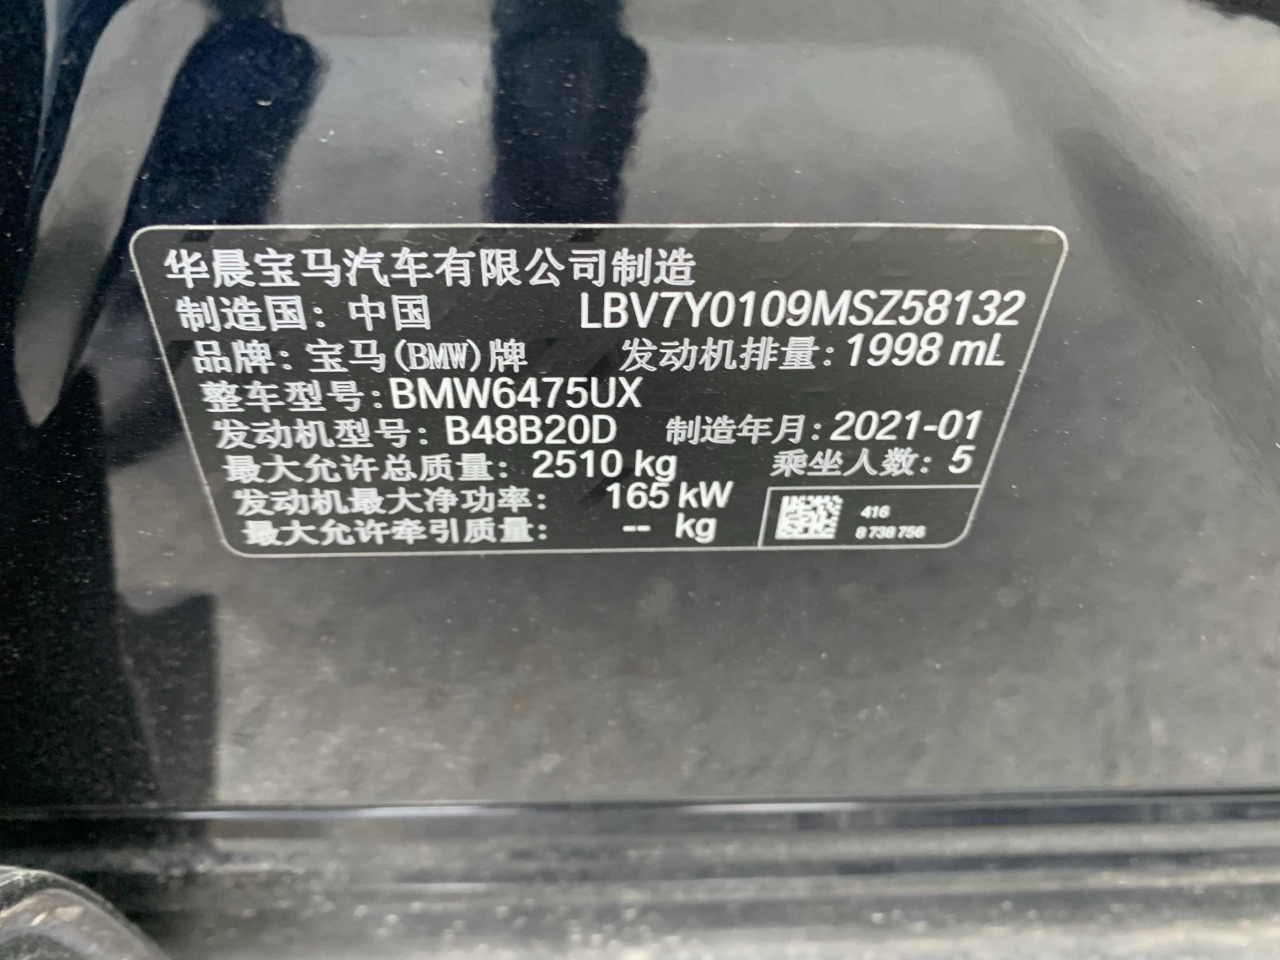 华晨宝马汽车有限公司制造
制造国：中国 LBV7Y0109MSZ58132
品牌：宝马(BMW)牌 发动机排量：1998 mL
整车型号：BMW6475UX
发动机型号：B48B20D 制造年月：2021-01
最大允许总质量：2510 kg 乘坐人数：5
发动机最大净功率：165 kW
最大允许牵引质量：-- kg
416
8 738 756